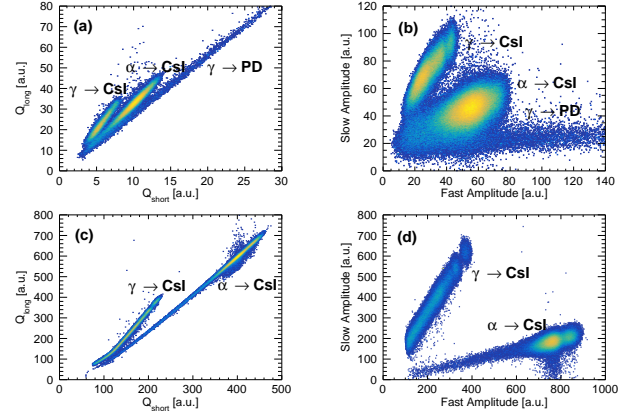 (a)
α → CsI
γ → CsI
γ → PD
Q_long [a.u.]
80
70
60
50
40
30
20
10
0
0 5 10 15 20 25 30
Q_short [a.u.]
(b)
γ → CsI
α → CsI
γ → PD
Slow Amplitude [a.u.]
120
100
80
60
40
20
0
0 20 40 60 80 100 120 140
Fast Amplitude [a.u.]
(c)
γ → CsI
α → CsI
Q_long [a.u.]
800
700
600
500
400
300
200
100
0
0 100 200 300 400 500
Q_short [a.u.]
(d)
γ → CsI
α → CsI
Slow Amplitude [a.u.]
800
700
600
500
400
300
200
100
0
0 200 400 600 800 1000
Fast Amplitude [a.u.]